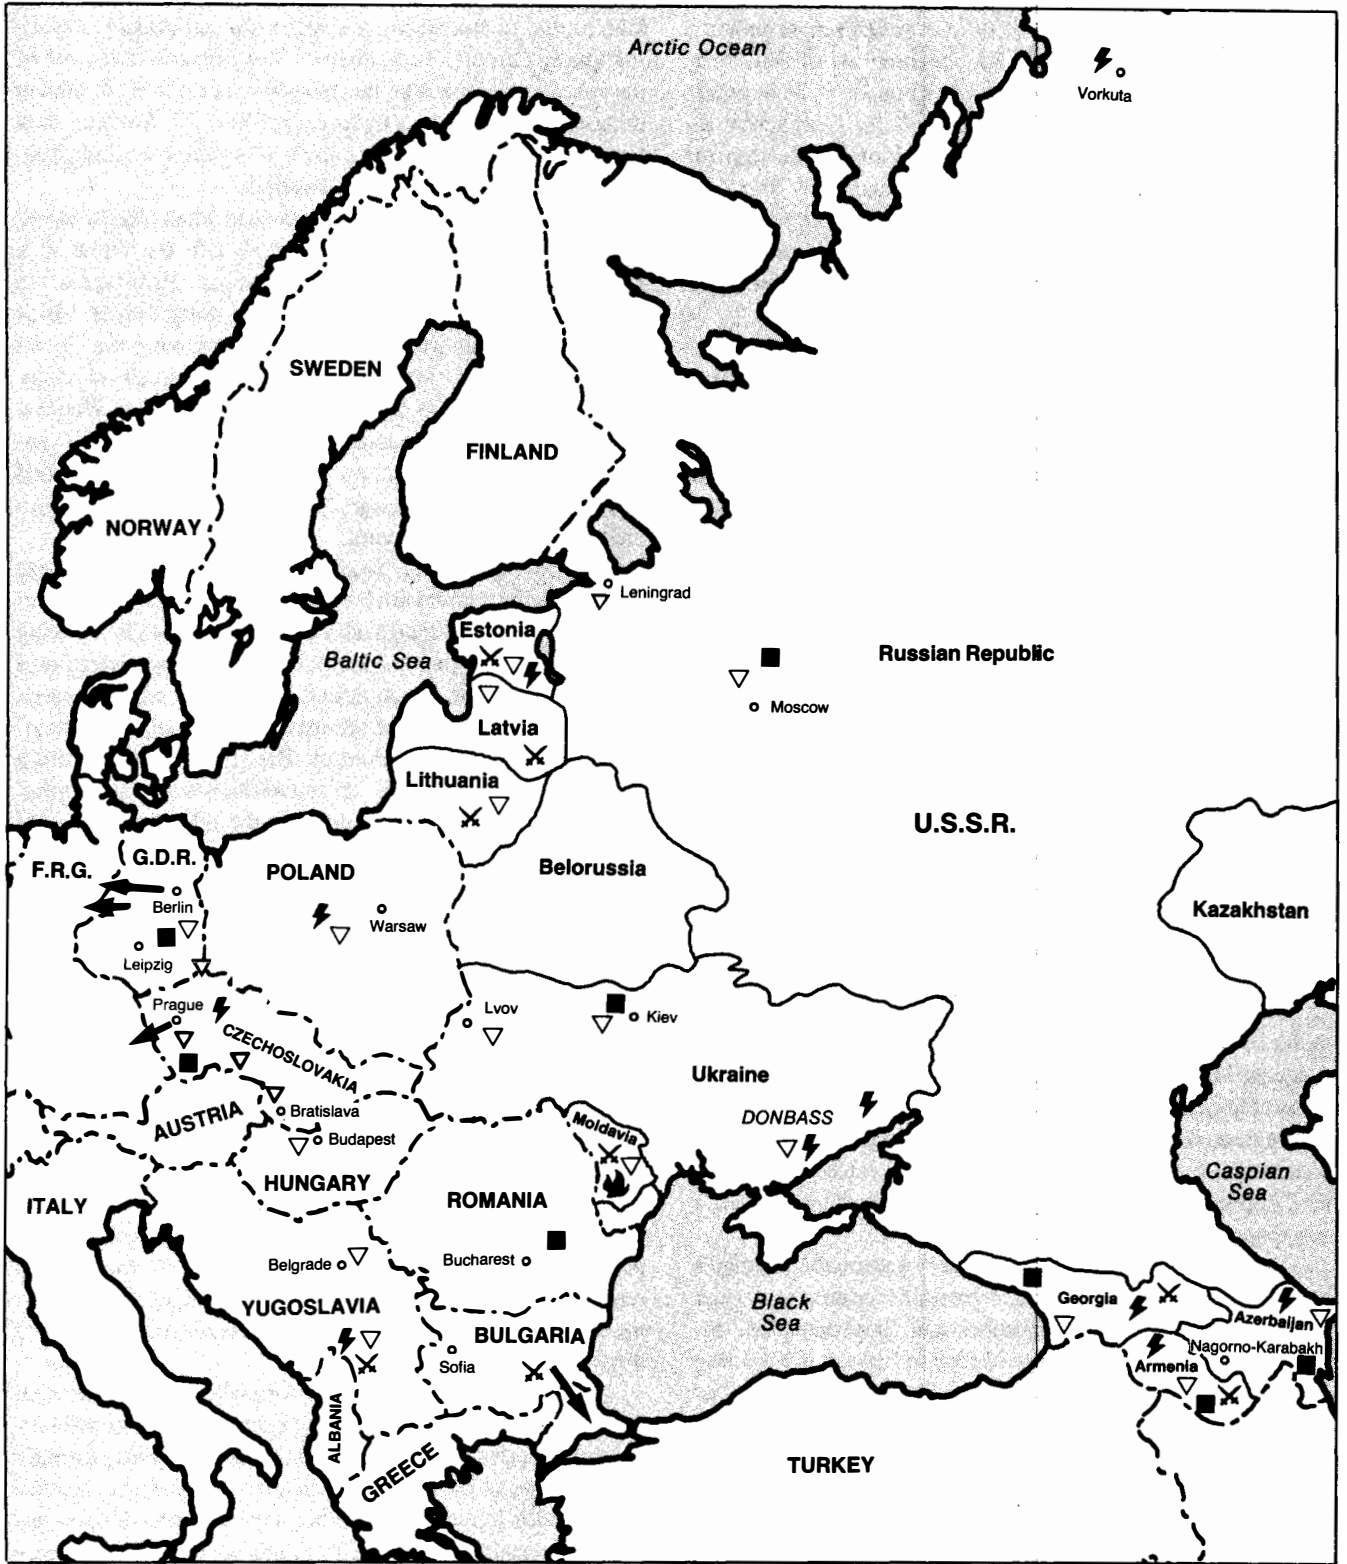 Arctic Ocean
Vorkuta
SWEDEN
FINLAND
NORWAY
Leningrad
Estonia
Baltic Sea
Russian Republic
Moscow
Latvia
Lithuania
U.S.S.R.
F.R.G.
G.D.R.
POLAND
Belorussia
Berlin
Warsaw
Kazakhstan
Leipzig
Prague
Lvov
Kiev
CZECHOSLOVAKIA
Ukraine
AUSTRIA
Bratislava
DONBASS
Moldavia
Budapest
HUNGARY
Caspian
Sea
ITALY
ROMANIA
Belgrade
Bucharest
YUGOSLAVIA
Black
Sea
Georgia
BULGARIA
Azerbaijan
Sofia
Nagorno-Karabakh
Armenia
ALBANIA
GREECE
TURKEY